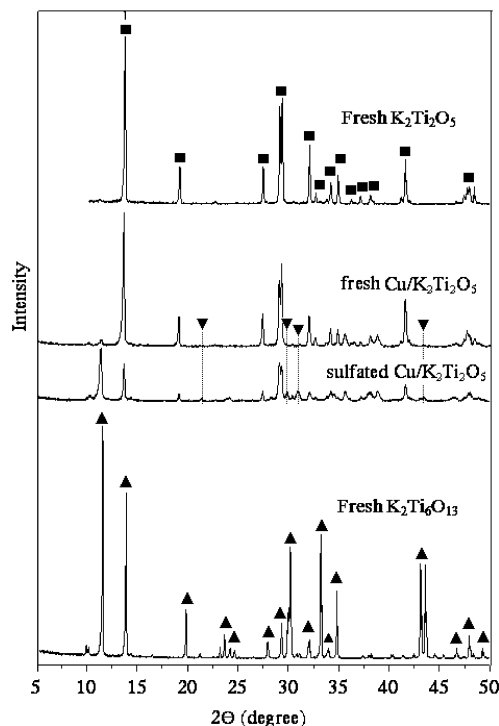 Fresh K₂Ti₂O₅
fresh Cu/K₂Ti₂O₅
sulfated Cu/K₂Ti₂O₅
Fresh K₂Ti₆O₁₃
Intensity
5 10 15 20 25 30 35 40 45 50
2Θ (degree)